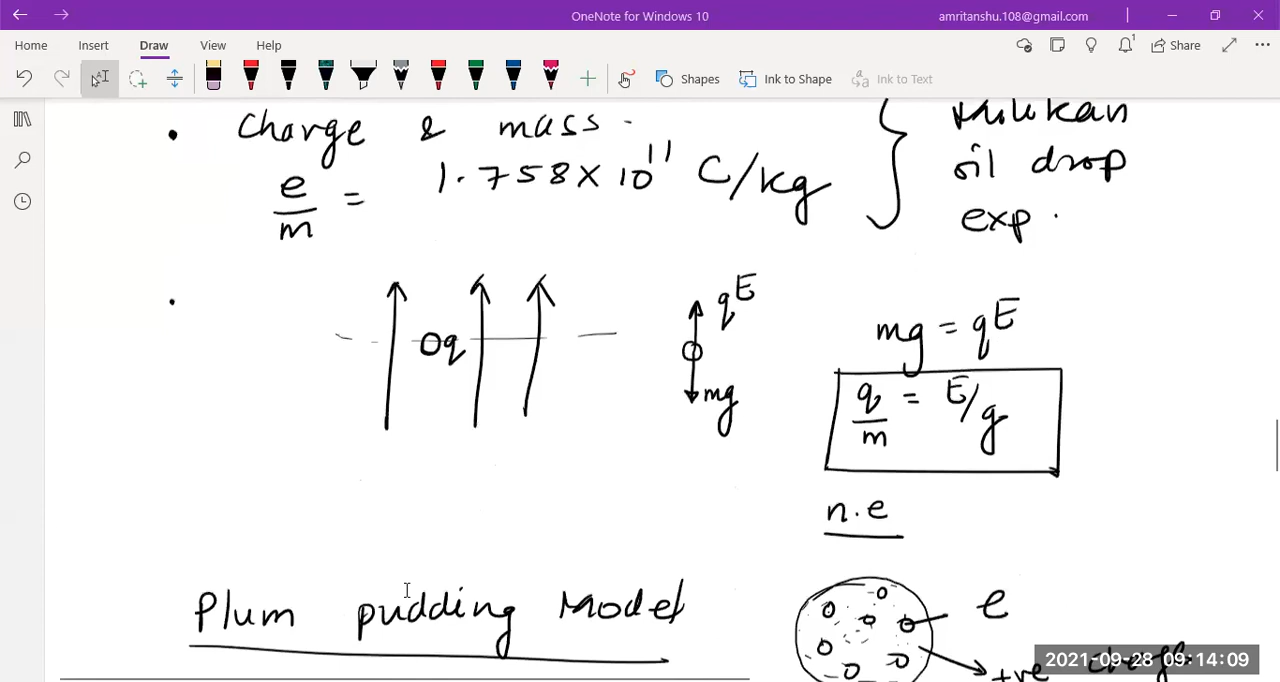 OneNote for Windows 10
amritanshu.108@gmail.com
Home Insert Draw View Help
Share
Shapes Ink to Shape Ink to Text
• Charge & mass.
e/m = 1.758 × 10¹¹ C/kg
oil drop
exp.
q
qE
mg
mg = qE
q/m = E/g
n.e
Plum pudding Model
e
+ve
2021-09-28 09:14:09